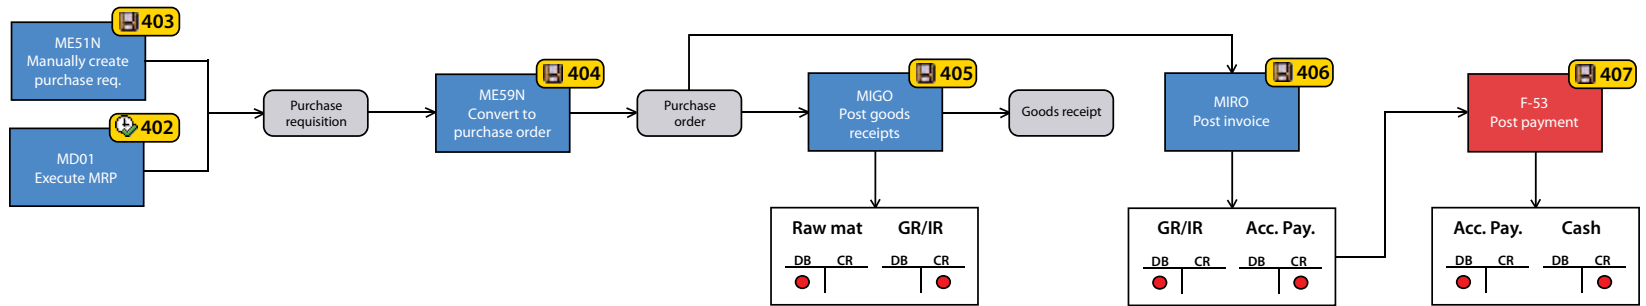 403
ME51N
Manually create
purchase req.
402
MD01
Execute MRP
Purchase
requisition
404
ME59N
Convert to
purchase order
Purchase
order
405
MIGO
Post goods
receipts
Goods receipt
406
MIRO
Post invoice
407
F-53
Post payment
Raw mat GR/IR
DB CR DB CR
GR/IR Acc. Pay.
DB CR DB CR
Acc. Pay. Cash
DB CR DB CR